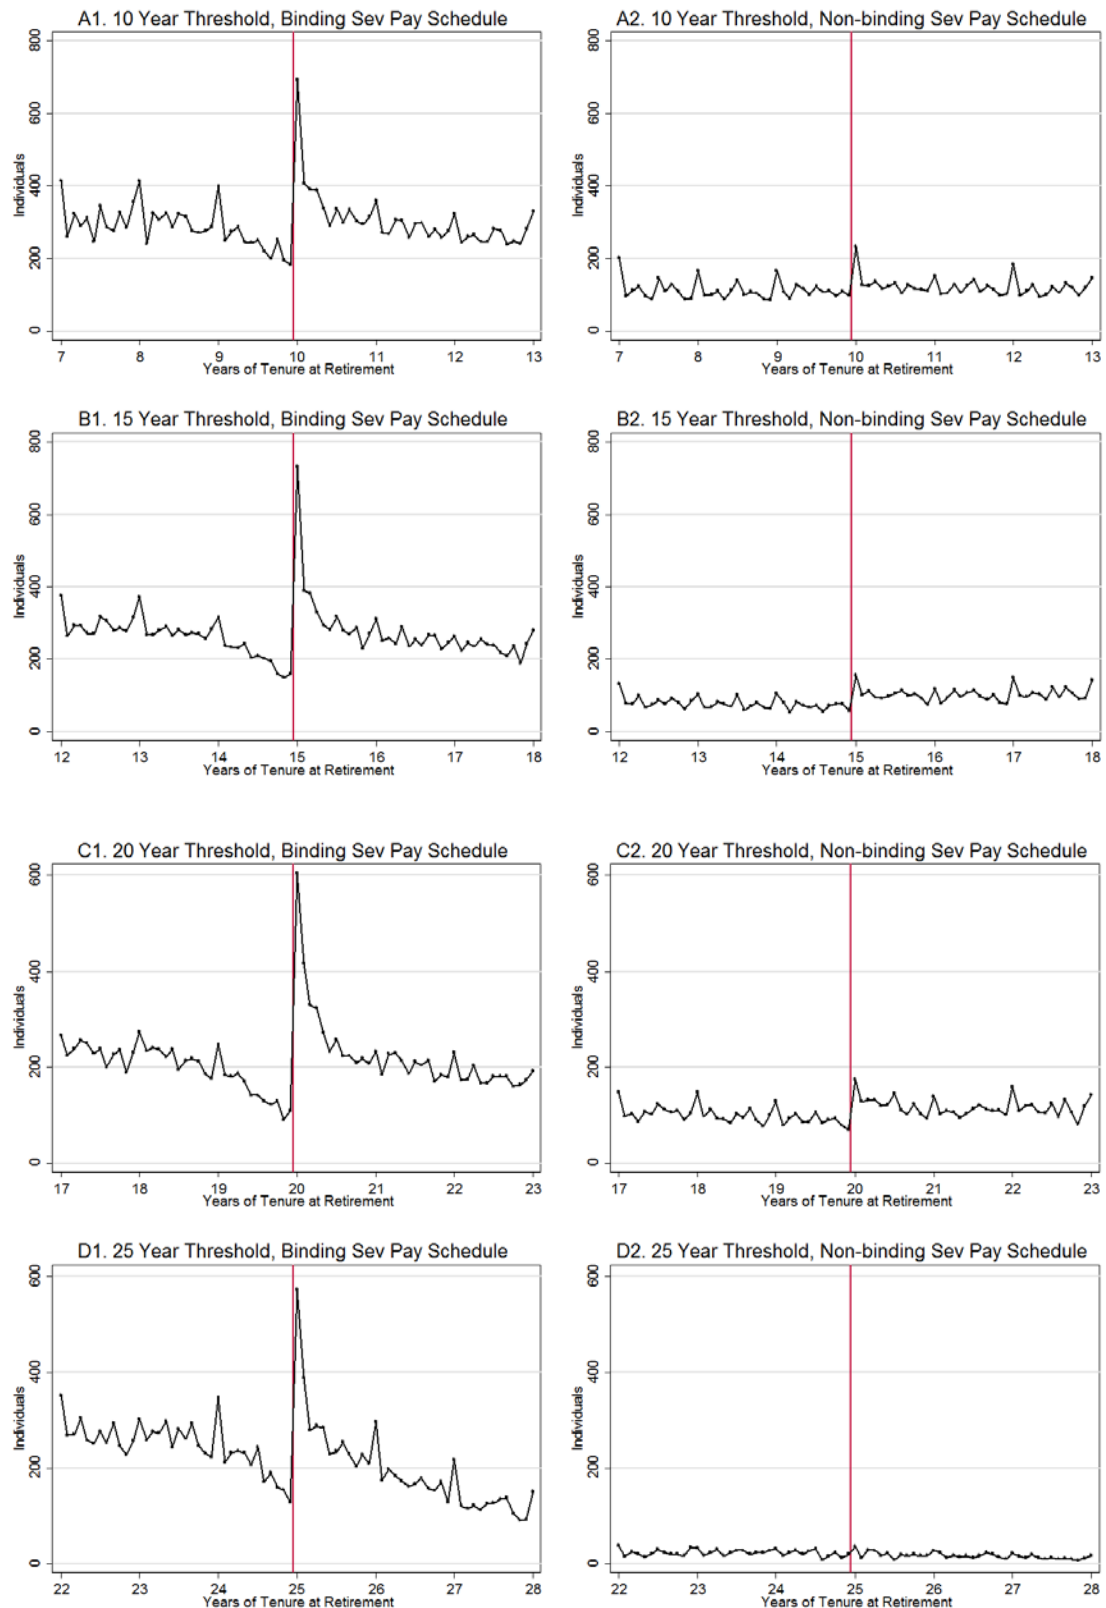 A1. 10 Year Threshold, Binding Sev Pay Schedule
800
600
400
200
0
Individuals
7 8 9 10 11 12 13
Years of Tenure at Retirement
A2. 10 Year Threshold, Non-binding Sev Pay Schedule
800
600
400
200
0
Individuals
7 8 9 10 11 12 13
Years of Tenure at Retirement
B1. 15 Year Threshold, Binding Sev Pay Schedule
800
600
400
200
0
Individuals
12 13 14 15 16 17 18
Years of Tenure at Retirement
B2. 15 Year Threshold, Non-binding Sev Pay Schedule
800
600
400
200
0
Individuals
12 13 14 15 16 17 18
Years of Tenure at Retirement
C1. 20 Year Threshold, Binding Sev Pay Schedule
600
400
200
0
Individuals
17 18 19 20 21 22 23
Years of Tenure at Retirement
C2. 20 Year Threshold, Non-binding Sev Pay Schedule
600
400
200
0
Individuals
17 18 19 20 21 22 23
Years of Tenure at Retirement
D1. 25 Year Threshold, Binding Sev Pay Schedule
600
400
200
0
Individuals
22 23 24 25 26 27 28
Years of Tenure at Retirement
D2. 25 Year Threshold, Non-binding Sev Pay Schedule
600
400
200
0
Individuals
22 23 24 25 26 27 28
Years of Tenure at Retirement